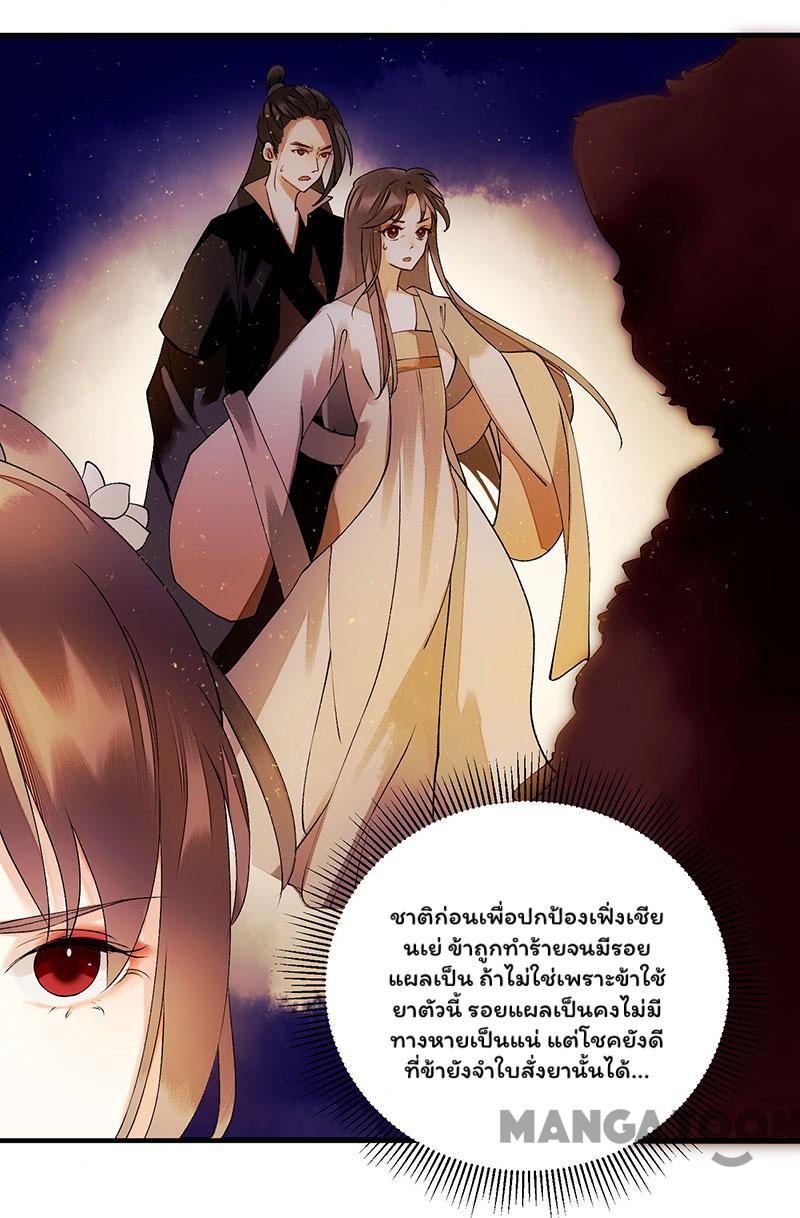 ชาติก่อนเพื่อปกป้องเฟิ่งเชีย
นเย่ ข้าถูกทำร้ายจนมีรอย
แผลเป็น ถ้าไม่ใช่เพราะข้าใช้
ยาตัวนี้ รอยแผลเป็นคงไม่มี
ทางหายเป็นแน่ แต่โชคยังดี
ที่ข้ายังจำใบสั่งยานั้นได้...
MANGATOON